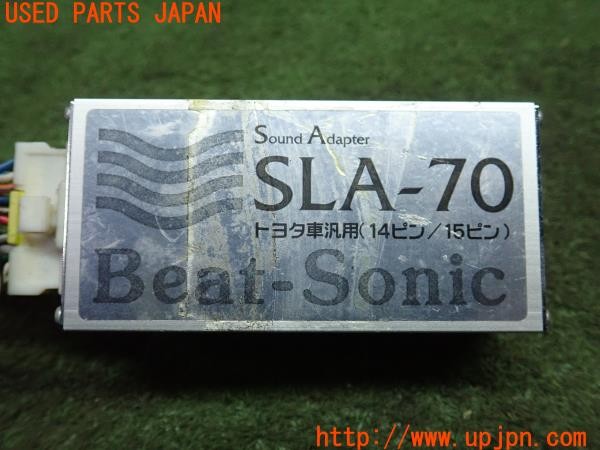 USED PARTS JAPAN
Sound Adapter
SLA-70
トヨタ車汎用(14ピン/15ピン)
Beat-Sonic
http://www.upjpn.com